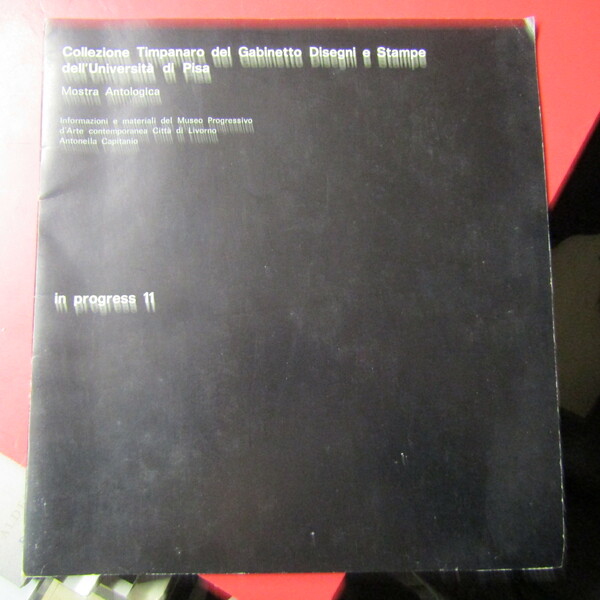 Collezione Timpanaro del Gabinetto Disegni e Stampe
dell'Università di Pisa
Mostra Antologica
Informazioni e materiali del Museo Progressivo
d'Arte contemporanea Città di Livorno
Antonella Capitanio
in progress 11